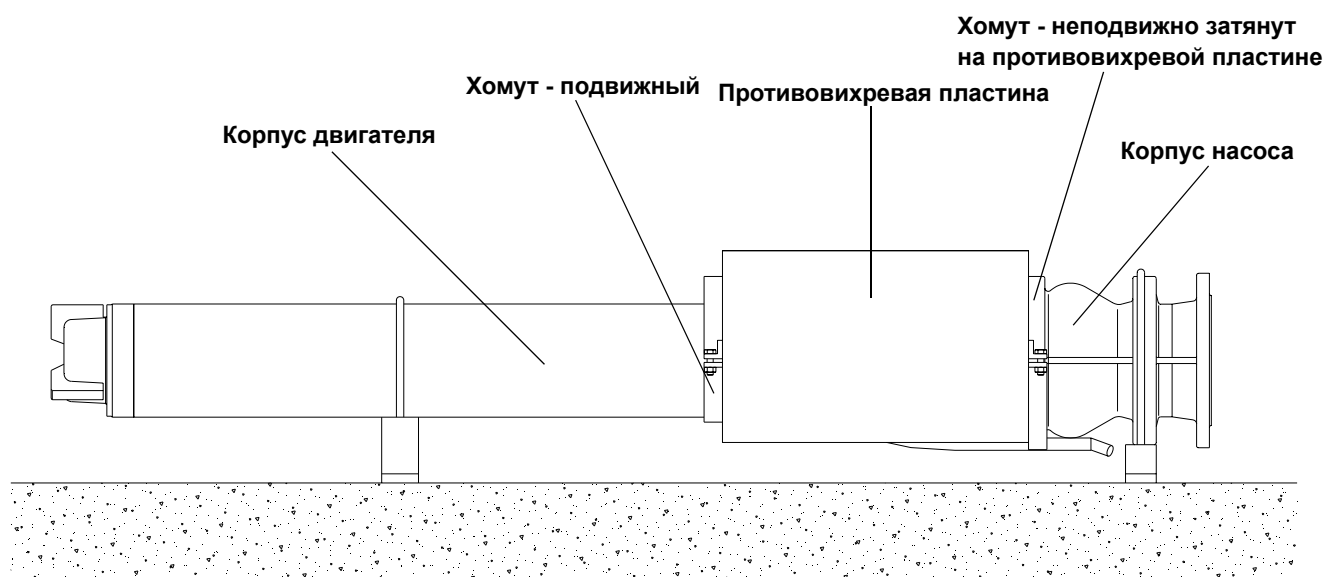 Хомут - неподвижно затянут
на противовихревой пластине
Хомут - подвижный
Противовихревая пластина
Корпус двигателя
Корпус насоса